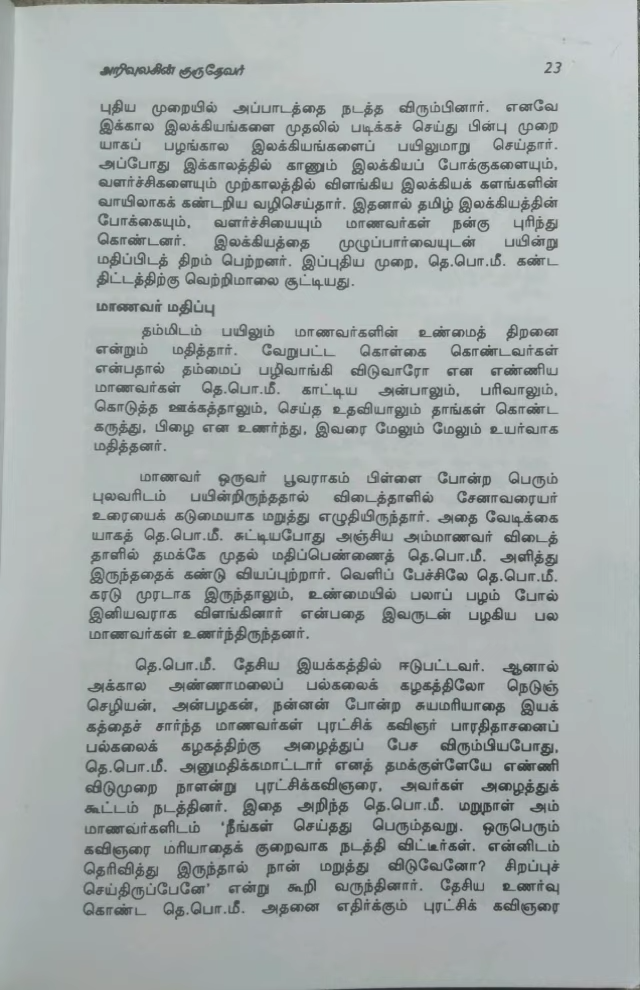 அறிவுலகின் குருதேவர் 23
புதிய முறையில் அப்பாடத்தை நடத்த விரும்பினார். எனவே
இக்கால இலக்கியங்களை முதலில் படிக்கச் செய்து பின்பு முறை
யாகப் பழங்கால இலக்கியங்களைப் பயிலுமாறு செய்தார்.
அப்போது இக்காலத்தில் காணும் இலக்கியப் போக்குகளையும்,
வளர்ச்சிகளையும் முற்காலத்தில் விளங்கிய இலக்கியக் களங்களின்
வாயிலாகக் கண்டறிய வழிசெய்தார். இதனால் தமிழ் இலக்கியத்தின்
போக்கையும், வளர்ச்சியையும் மாணவர்கள் நன்கு புரிந்து
கொண்டனர். இலக்கியத்தை முழுப்பார்வையுடன் பயின்று
மதிப்பிடத் திறம் பெற்றனர். இப்புதிய முறை, தெ.பொ.மீ. கண்ட
திட்டத்திற்கு வெற்றிமாலை சூட்டியது.
மாணவர் மதிப்பு
தம்மிடம் பயிலும் மாணவர்களின் உண்மைத் திறனை
என்றும் மதித்தார். வேறுபட்ட கொள்கை கொண்டவர்கள்
என்பதால் தம்மைப் பழிவாங்கி விடுவாரோ என எண்ணிய
மாணவர்கள் தெ.பொ.மீ. காட்டிய அன்பாலும், பரிவாலும்,
கொடுத்த ஊக்கத்தாலும், செய்த உதவியாலும் தாங்கள் கொண்ட
கருத்து, பிழை என உணர்ந்து, இவரை மேலும் மேலும் உயர்வாக
மதித்தனர்.
மாணவர் ஒருவர் பூவராகம் பிள்ளை போன்ற பெரும்
புலவரிடம் பயின்றிருந்ததால் விடைத்தாளில் சேனாவரையர்
உரையைக் கடுமையாக மறுத்து எழுதியிருந்தார். அதை வேடிக்கை
யாகத் தெ.பொ.மீ. சுட்டியபோது அஞ்சிய அம்மாணவர் விடைத்
தாளில் தமக்கே முதல் மதிப்பெண்ணைத் தெ.பொ.மீ. அளித்து
இருந்ததைக் கண்டு வியப்புற்றார். வெளிப் பேச்சிலே தெ.பொ.மீ.
கரடு முரடாக இருந்தாலும், உண்மையில் பலாப் பழம் போல்
இனியவராக விளங்கினார் என்பதை இவருடன் பழகிய பல
மாணவர்கள் உணர்ந்திருந்தனர்.
தெ.பொ.மீ. தேசிய இயக்கத்தில் ஈடுபட்டவர். ஆனால்
அக்கால அண்ணாமலைப் பல்கலைக் கழகத்திலோ நெடுஞ்
செழியன், அன்பழகன், நன்னன் போன்ற சுயமரியாதை இயக்
கத்தைச் சார்ந்த மாணவர்கள் புரட்சிக் கவிஞர் பாரதிதாசனைப்
பல்கலைக் கழகத்திற்கு அழைத்துப் பேச விரும்பியபோது,
தெ.பொ.மீ. அனுமதிக்கமாட்டார் எனத் தமக்குள்ளேயே எண்ணி
விடுமுறை நாளன்று புரட்சிக்கவிஞரை, அவர்கள் அழைத்துக்
கூட்டம் நடத்தினர். இதை அறிந்த தெ.பொ.மீ. மறுநாள் அம்
மாணவர்களிடம் 'நீங்கள் செய்தது பெரும்தவறு. ஒருபெரும்
கவிஞரை மரியாதைக் குறைவாக நடத்தி விட்டீர்கள். என்னிடம்
தெரிவித்து இருந்தால் நான் மறுத்து விடுவேனோ? சிறப்புச்
செய்திருப்பேனே' என்று கூறி வருந்தினார். தேசிய உணர்வு
கொண்ட தெ.பொ.மீ. அதனை எதிர்க்கும் புரட்சிக் கவிஞரை